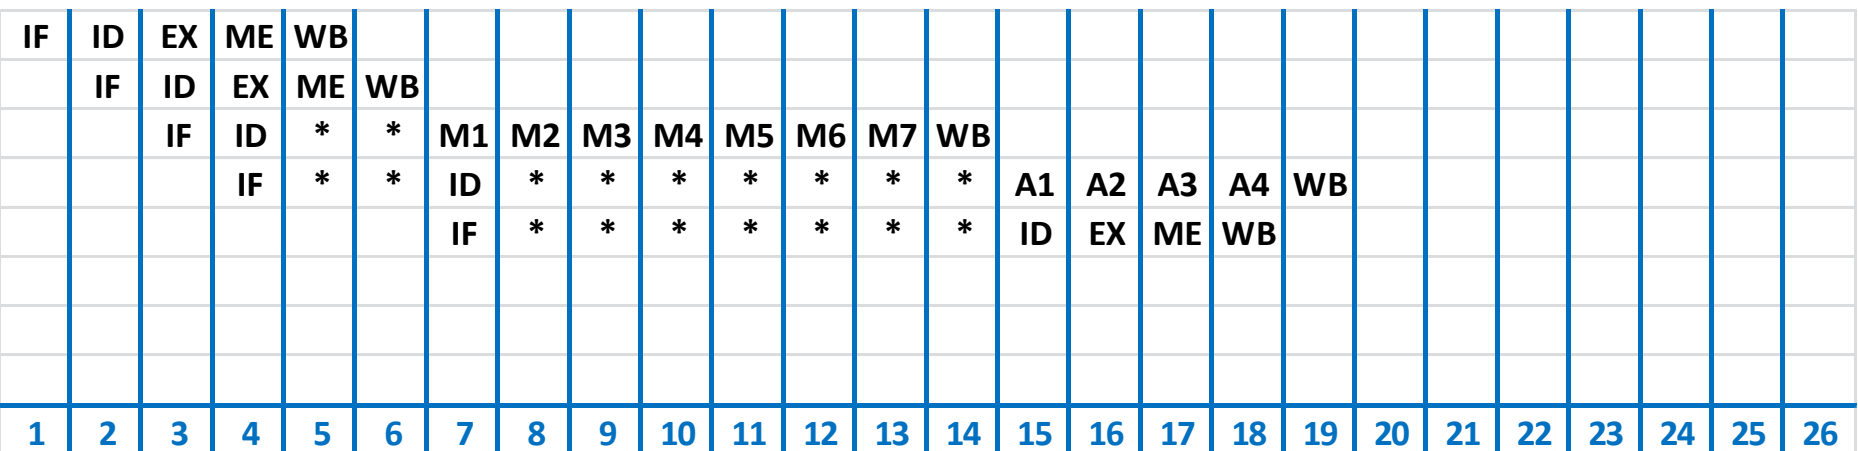 IF ID EX ME WB
IF ID EX ME WB
IF ID * * M1 M2 M3 M4 M5 M6 M7 WB
IF * * ID * * * * * * * A1 A2 A3 A4 WB
IF * * * * * * * ID EX ME WB
1 2 3 4 5 6 7 8 9 10 11 12 13 14 15 16 17 18 19 20 21 22 23 24 25 26